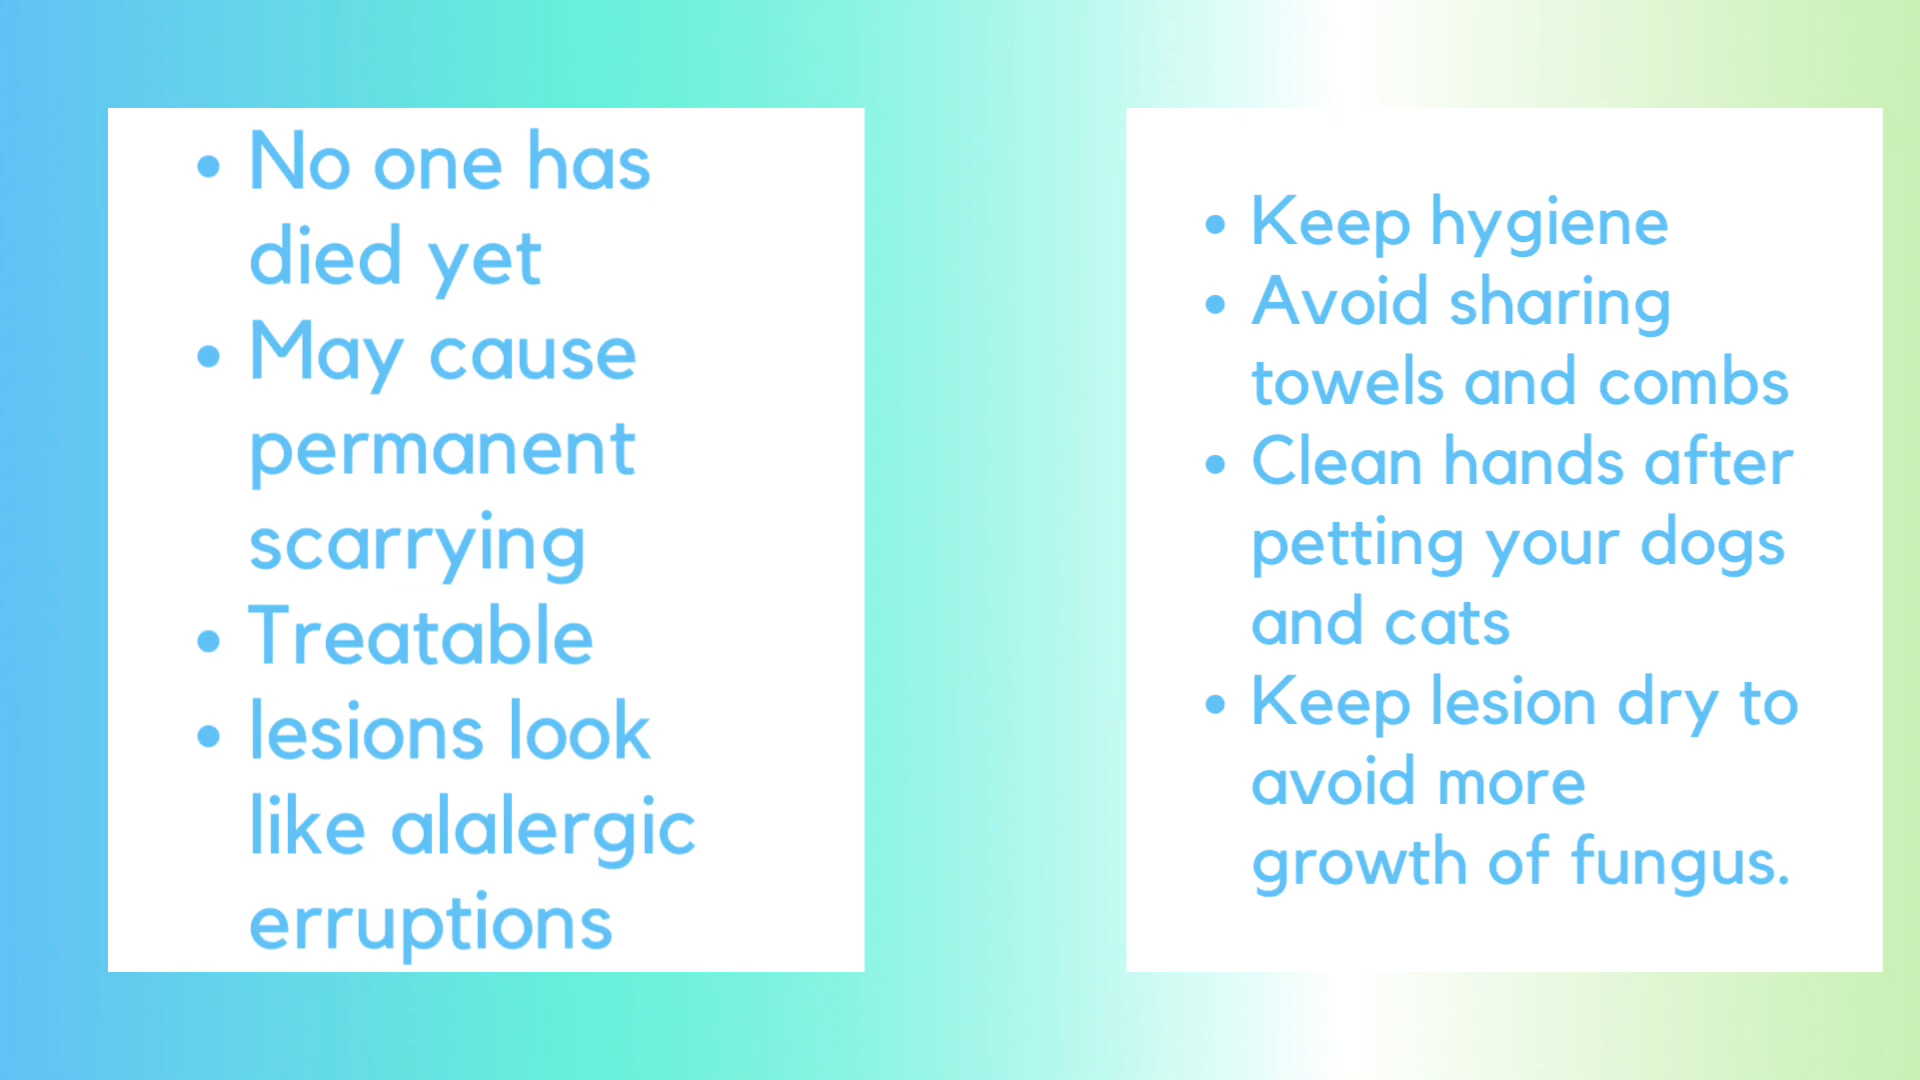 • No one has
died yet
• May cause
permanent
scarrying
• Treatable
• lesions look
like alalergic
erruptions
• Keep hygiene
• Avoid sharing
towels and combs
• Clean hands after
petting your dogs
and cats
• Keep lesion dry to
avoid more
growth of fungus.